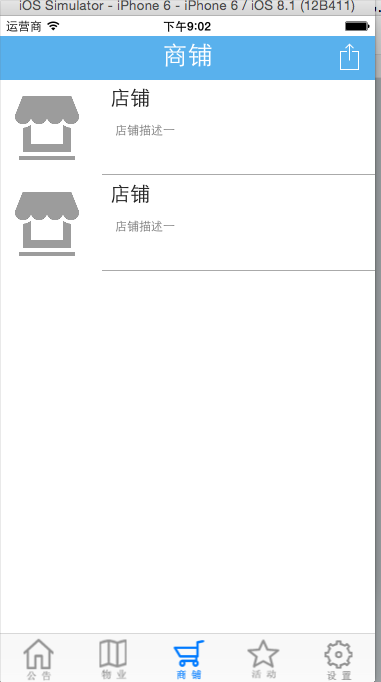 iOS Simulator - iPhone 6 - iPhone 6 / iOS 8.1 (12B411)
运营商 下午9:02
商铺
店铺
店铺描述一
店铺
店铺描述一
公告 物业 商铺 活动 设置